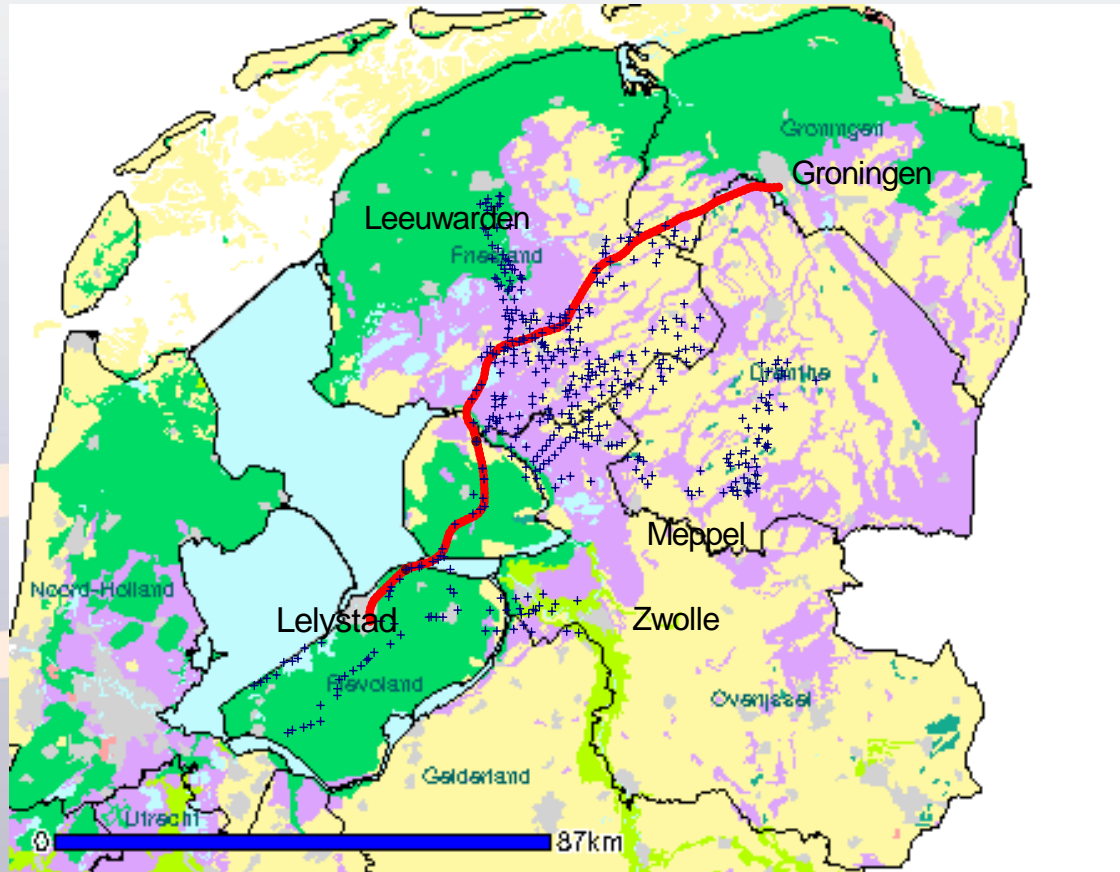 Groningen
Groningen
Leeuwarden
Friesland
Drenthe
Meppel
Noord-Holland
Lelystad
Zwolle
Flevoland
Overijssel
Gelderland
Utrecht
0 87km